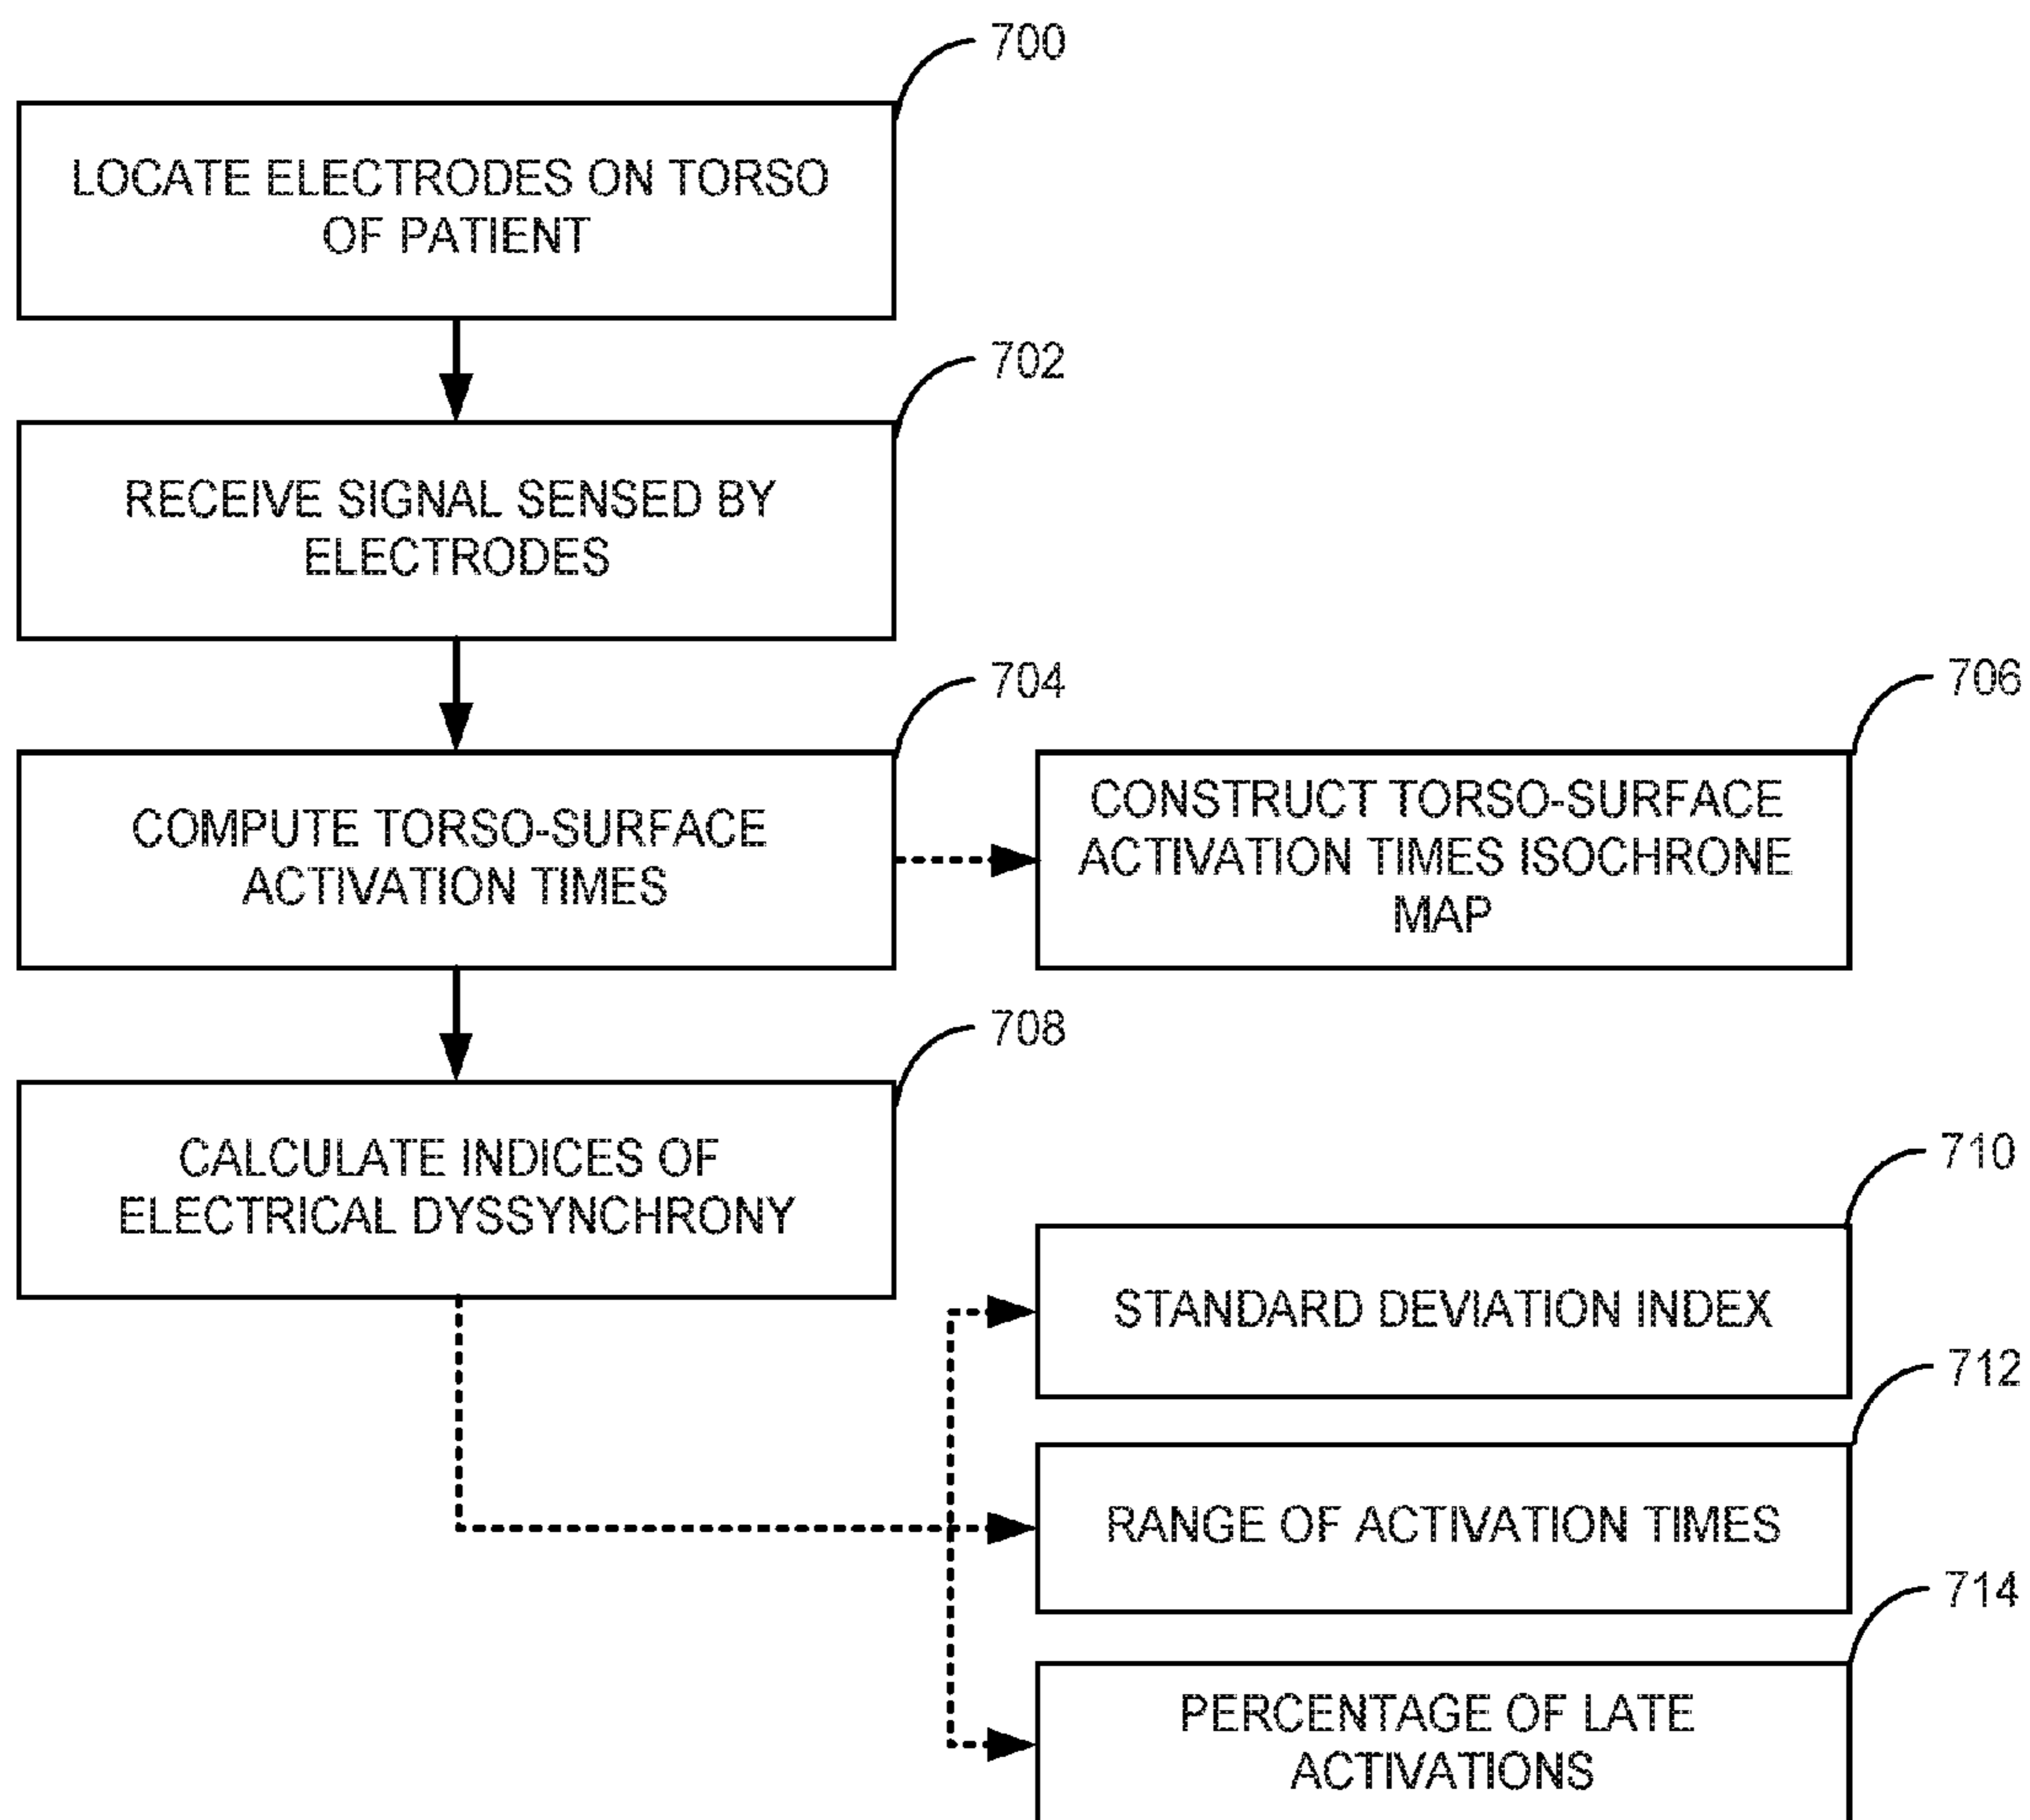 700
LOCATE ELECTRODES ON TORSO
OF PATIENT
702
RECEIVE SIGNAL SENSED BY
ELECTRODES
704
COMPUTE TORSO-SURFACE
ACTIVATION TIMES
706
CONSTRUCT TORSO-SURFACE
ACTIVATION TIMES ISOCHRONE
MAP
708
CALCULATE INDICES OF
ELECTRICAL DYSSYNCHRONY
710
STANDARD DEVIATION INDEX
712
RANGE OF ACTIVATION TIMES
714
PERCENTAGE OF LATE
ACTIVATIONS